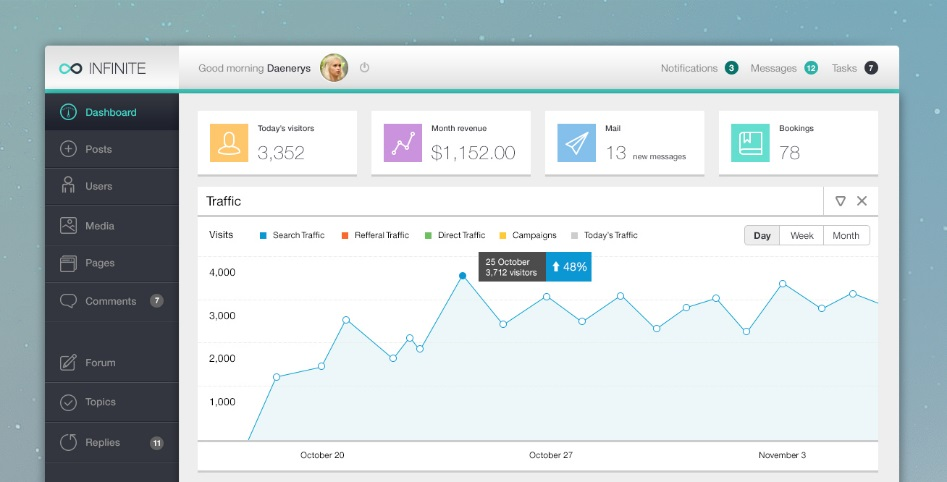 INFINITE
Good morning Daenerys
Notifications 3 Messages 12 Tasks 7
Dashboard
Posts
Users
Media
Pages
Comments 7
Forum
Topics
Replies 11
Today's visitors
3,352
Month revenue
$1,152.00
Mail
13 new messages
Bookings
78
Traffic
Visits Search Traffic Refferal Traffic Direct Traffic Campaigns Today's Traffic
Day Week Month
25 October
3,712 visitors
48%
4,000
3,000
2,000
1,000
October 20 October 27 November 3